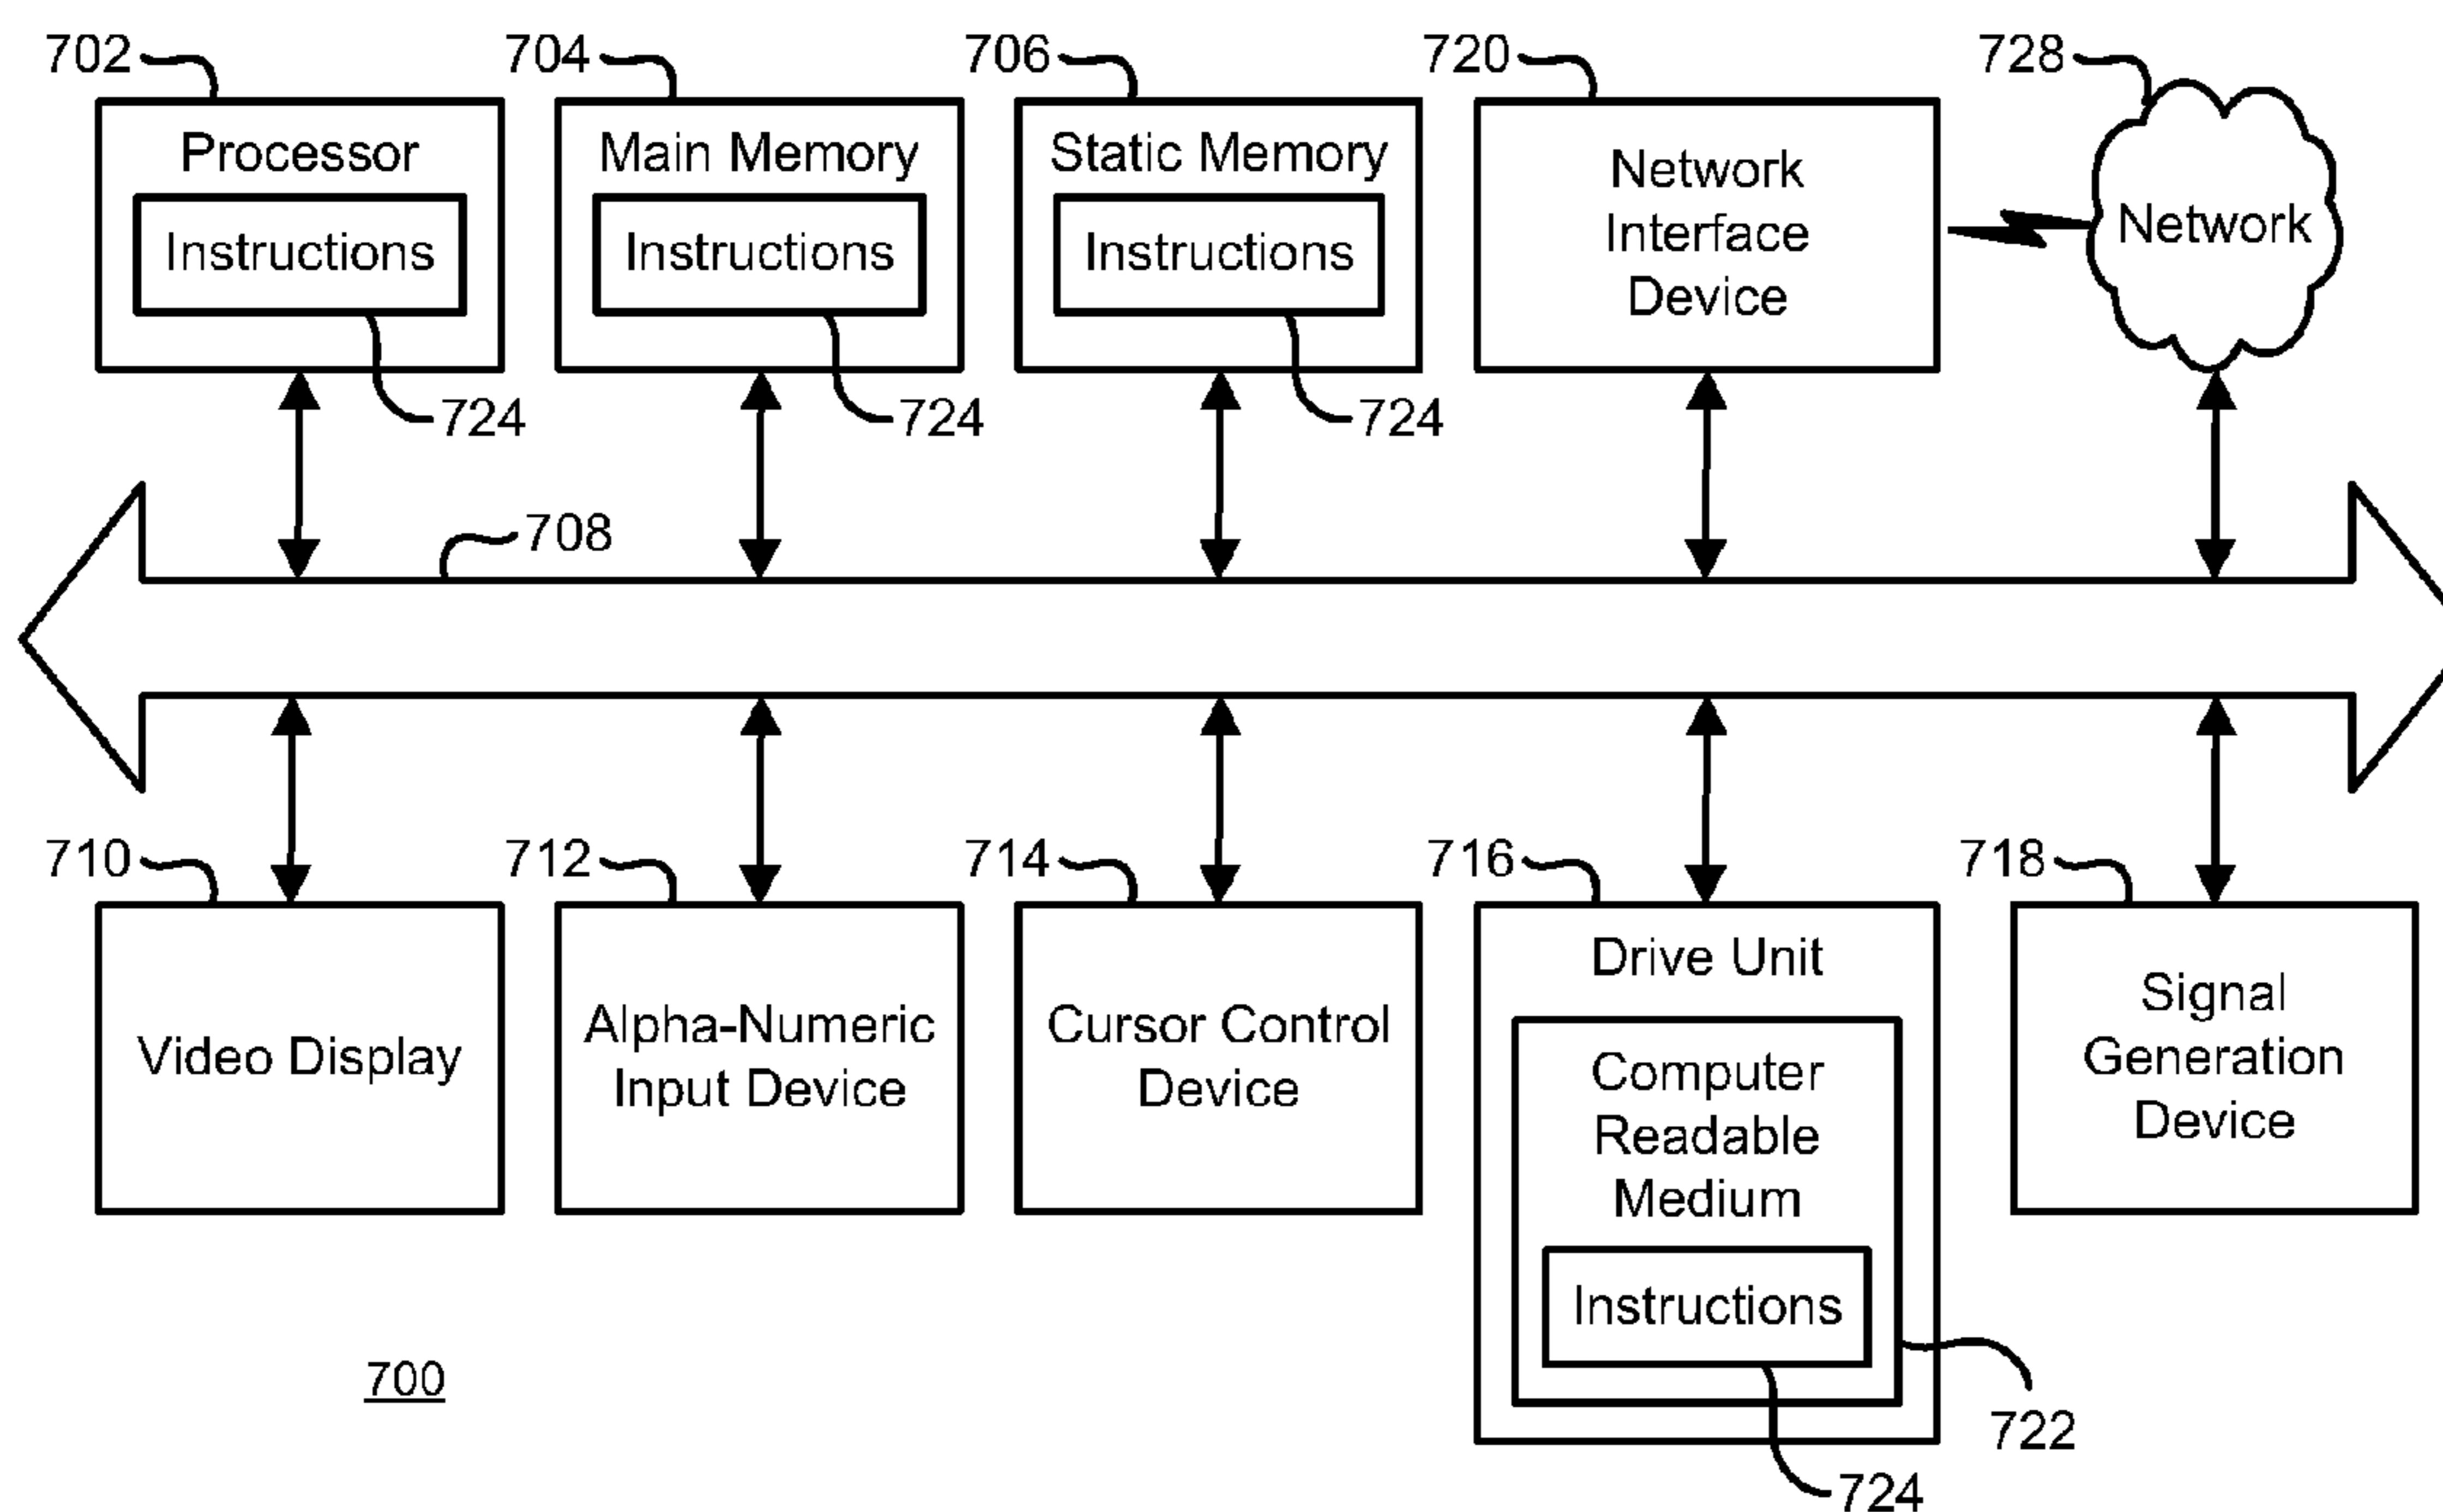 702
704
706
720
728
Processor
Instructions
724
Main Memory
Instructions
724
Static Memory
Instructions
724
Network
Interface
Device
Network
708
710
712
714
716
718
Video Display
Alpha-Numeric
Input Device
Cursor Control
Device
Drive Unit
Computer
Readable
Medium
Instructions
Signal
Generation
Device
700
722
724